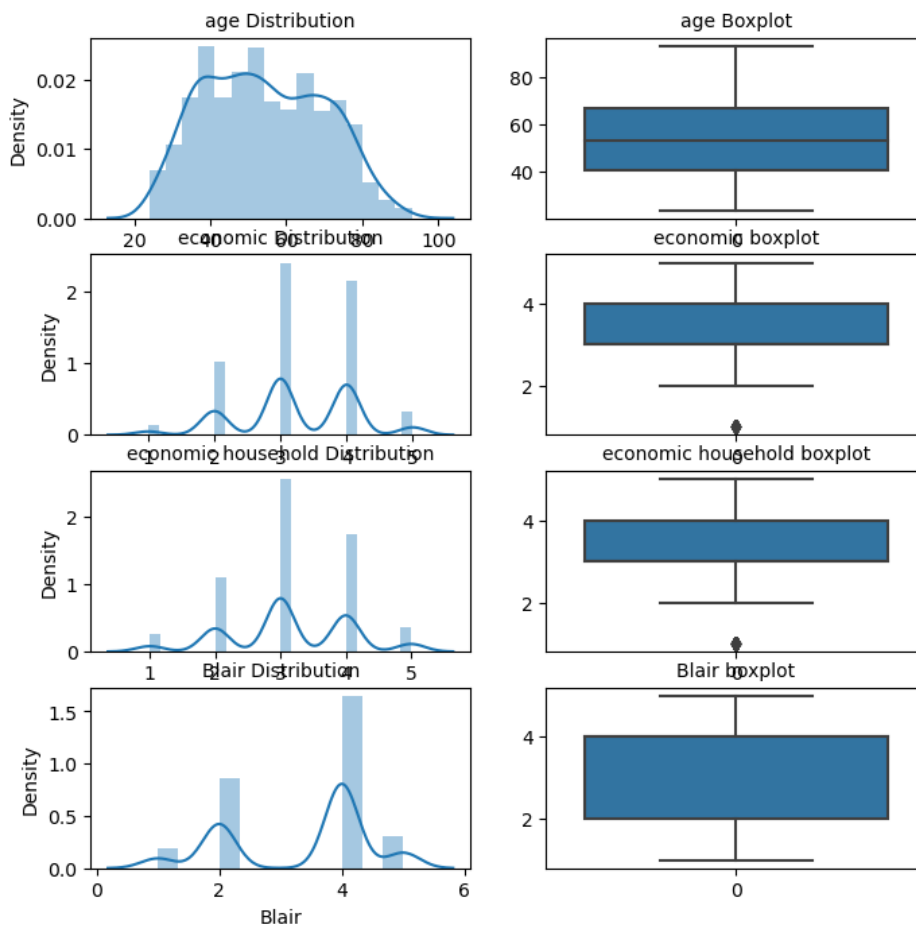 age Distribution
age Boxplot
Density
0.02
0.01
0.00
20 40 60 80 100
80
60
40
0
economic Distribution
economic boxplot
Density
2
1
0
1 2 3 4 5
4
2
0
economic household Distribution
economic household boxplot
Density
2
1
0
1 2 3 4 5
4
2
0
Blair Distribution
Blair boxplot
Density
1.5
1.0
0.5
0.0
0 2 4 6
Blair
4
2
0